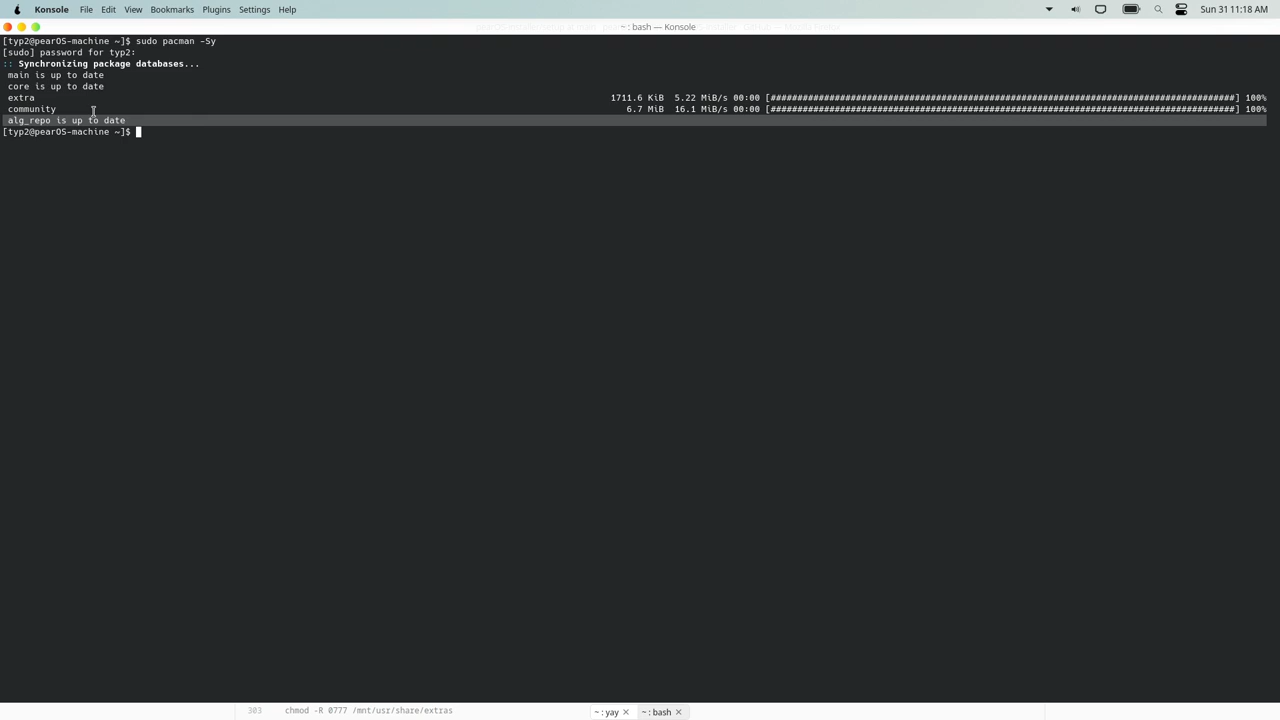 Konsole File Edit View Bookmarks Plugins Settings Help Sun 31 11:18 AM
~ : bash — Konsole
[typ2@pearOS-machine ~]$ sudo pacman -Sy
[sudo] password for typ2:
:: Synchronizing package databases...
main is up to date
core is up to date
extra 1711.6 KiB 5.22 MiB/s 00:00 [######################################################################################] 100%
community 6.7 MiB 16.1 MiB/s 00:00 [######################################################################################] 100%
alg_repo is up to date
[typ2@pearOS-machine ~]$
303 chmod -R 0777 /mnt/usr/share/extras
~ : yay ~ : bash